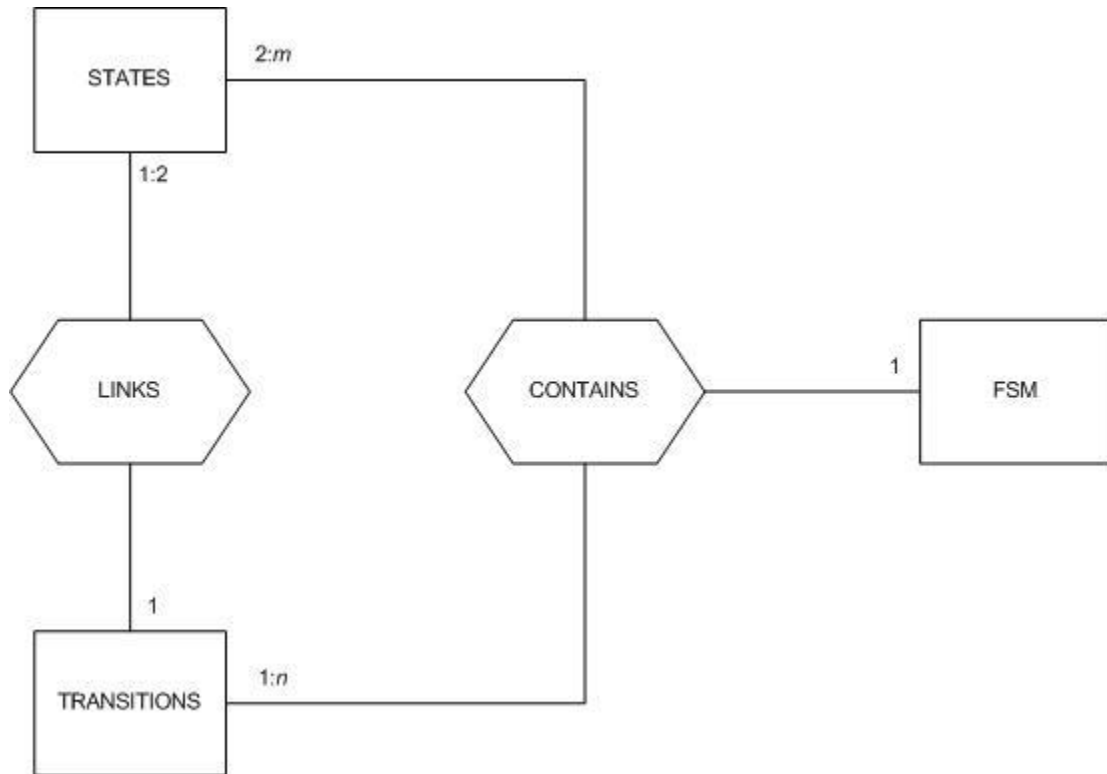 2:m
STATES
1:2
LINKS
CONTAINS
1
FSM
1
TRANSITIONS
1:n